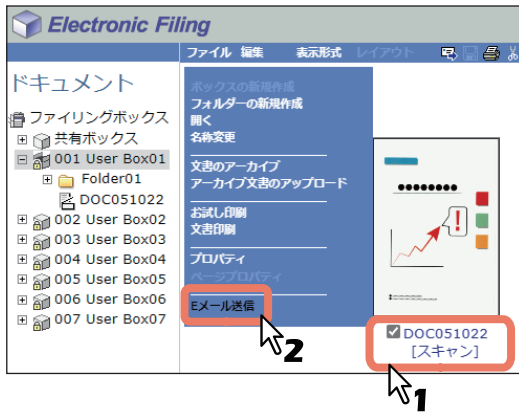 Electronic Filing
ファイル 編集 表示形式 レイアウト
ドキュメント
ファイリングボックス
共有ボックス
001 User Box01
Folder01
DOC051022
002 User Box02
003 User Box03
004 User Box04
005 User Box05
006 User Box06
007 User Box07
ボックスの新規作成
フォルダーの新規作成
開く
名称変更
文書のアーカイブ
アーカイブ文書のアップロード
お試し印刷
文書印刷
プロパティ
ページプロパティ
Eメール送信
2
!
DOC051022
[スキャン]
1